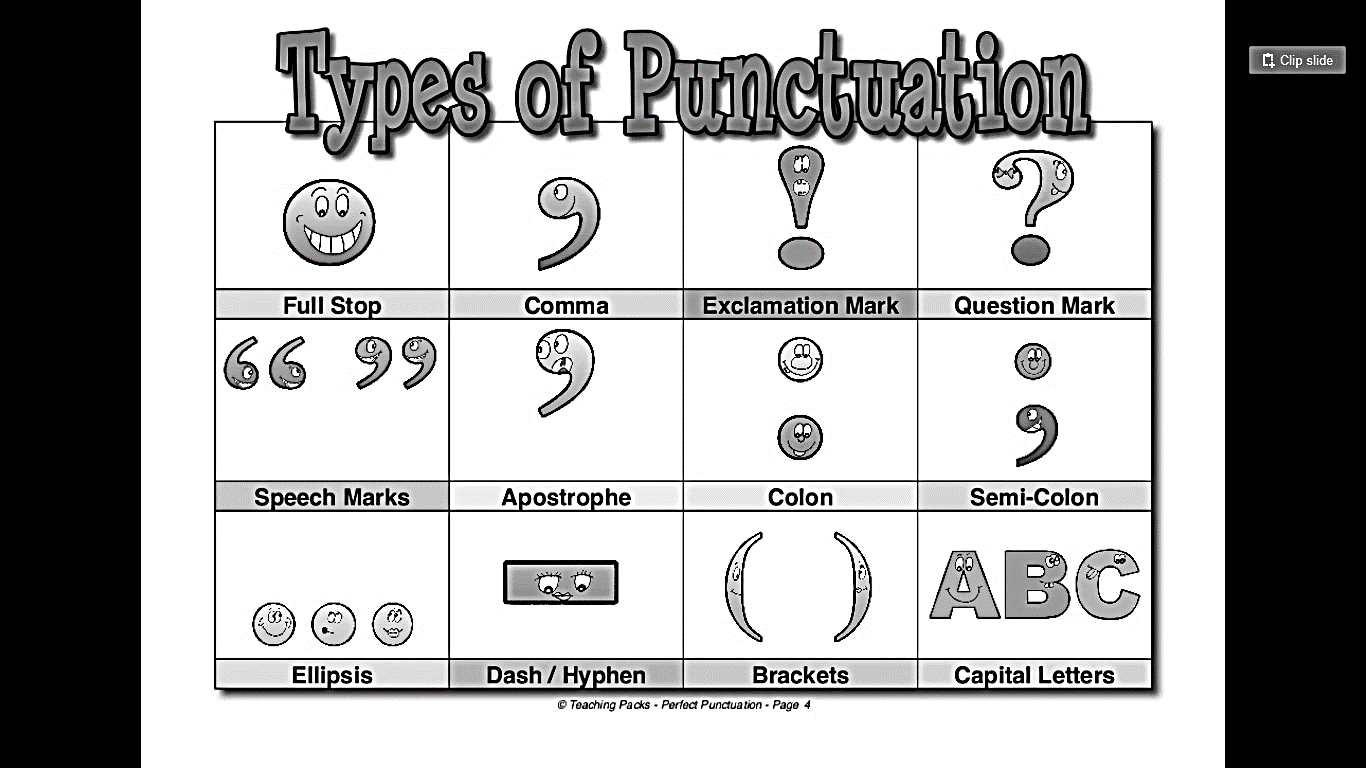 Types of Punctuation
Clip slide
Full Stop
Comma
Exclamation Mark
Question Mark
Speech Marks
Apostrophe
Colon
Semi-Colon
ABC
Ellipsis
Dash / Hyphen
Brackets
Capital Letters
© Teaching Packs - Perfect Punctuation - Page 4